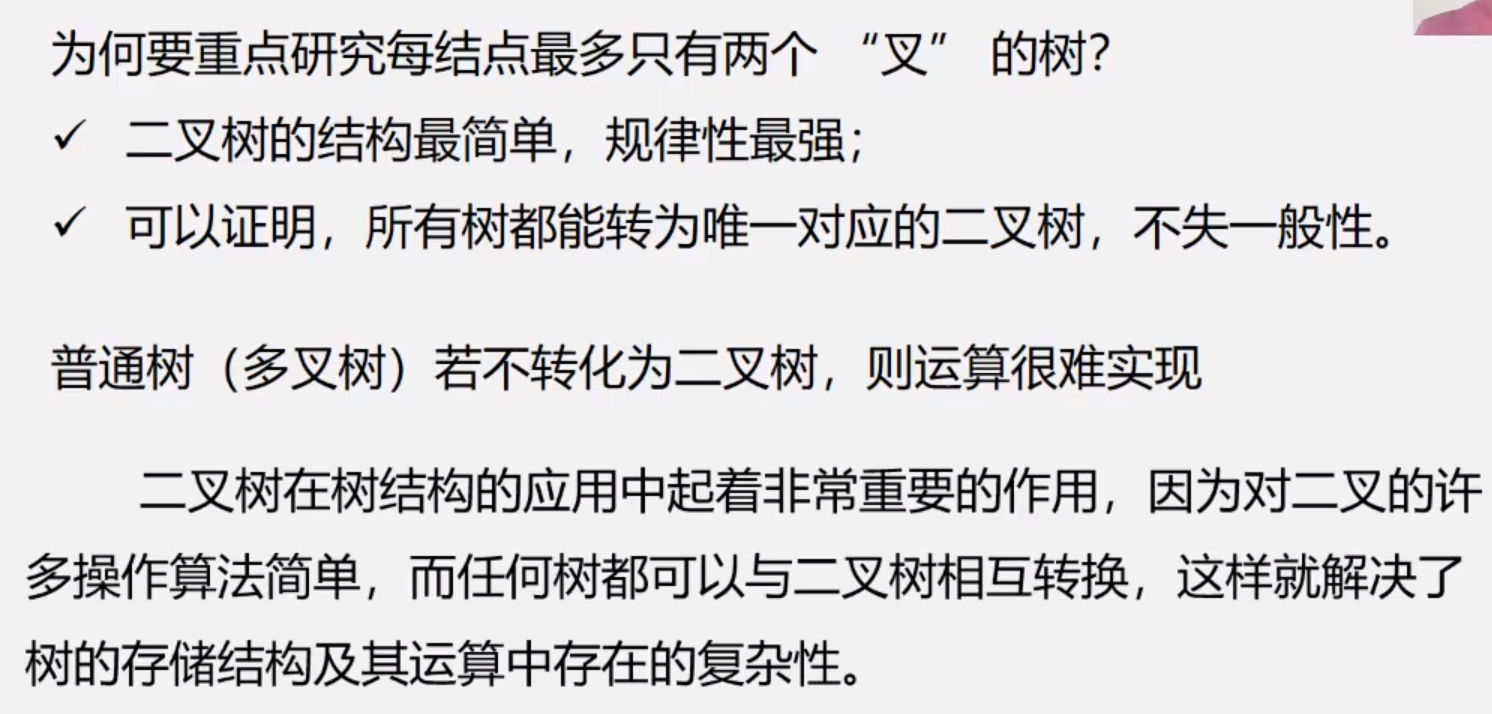 为何要重点研究每结点最多只有两个 “叉” 的树?
✓ 二叉树的结构最简单，规律性最强；
✓ 可以证明，所有树都能转为唯一对应的二叉树，不失一般性。
普通树（多叉树）若不转化为二叉树，则运算很难实现
二叉树在树结构的应用中起着非常重要的作用，因为对二叉的许
多操作算法简单，而任何树都可以与二叉树相互转换，这样就解决了
树的存储结构及其运算中存在的复杂性。